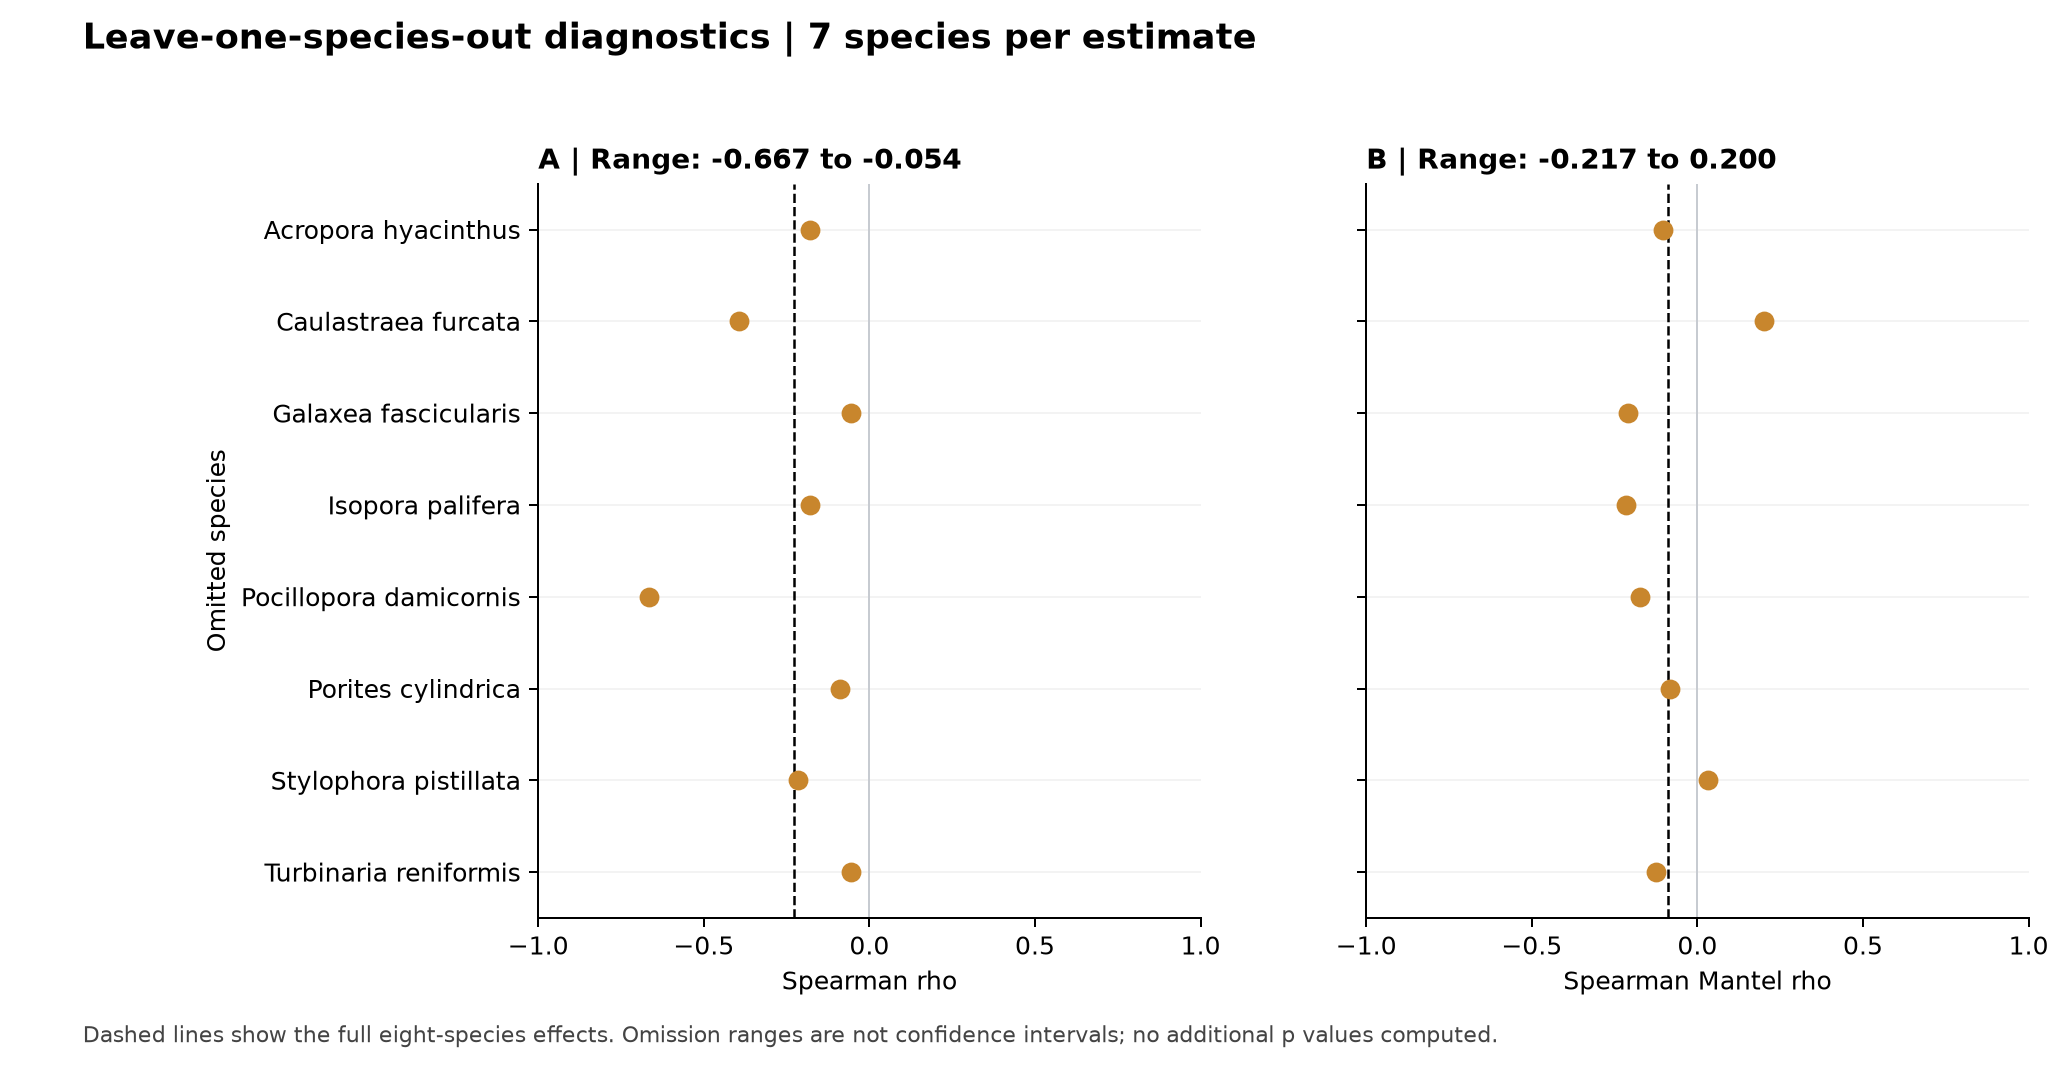 Leave-one-species-out diagnostics | 7 species per estimate
A | Range: -0.667 to -0.054
B | Range: -0.217 to 0.200
Omitted species
Acropora hyacinthus
Caulastraea furcata
Galaxea fascicularis
Isopora palifera
Pocillopora damicornis
Porites cylindrica
Stylophora pistillata
Turbinaria reniformis
−1.0 −0.5 0.0 0.5 1.0
−1.0 −0.5 0.0 0.5 1.0
Spearman rho
Spearman Mantel rho
Dashed lines show the full eight-species effects. Omission ranges are not confidence intervals; no additional p values computed.